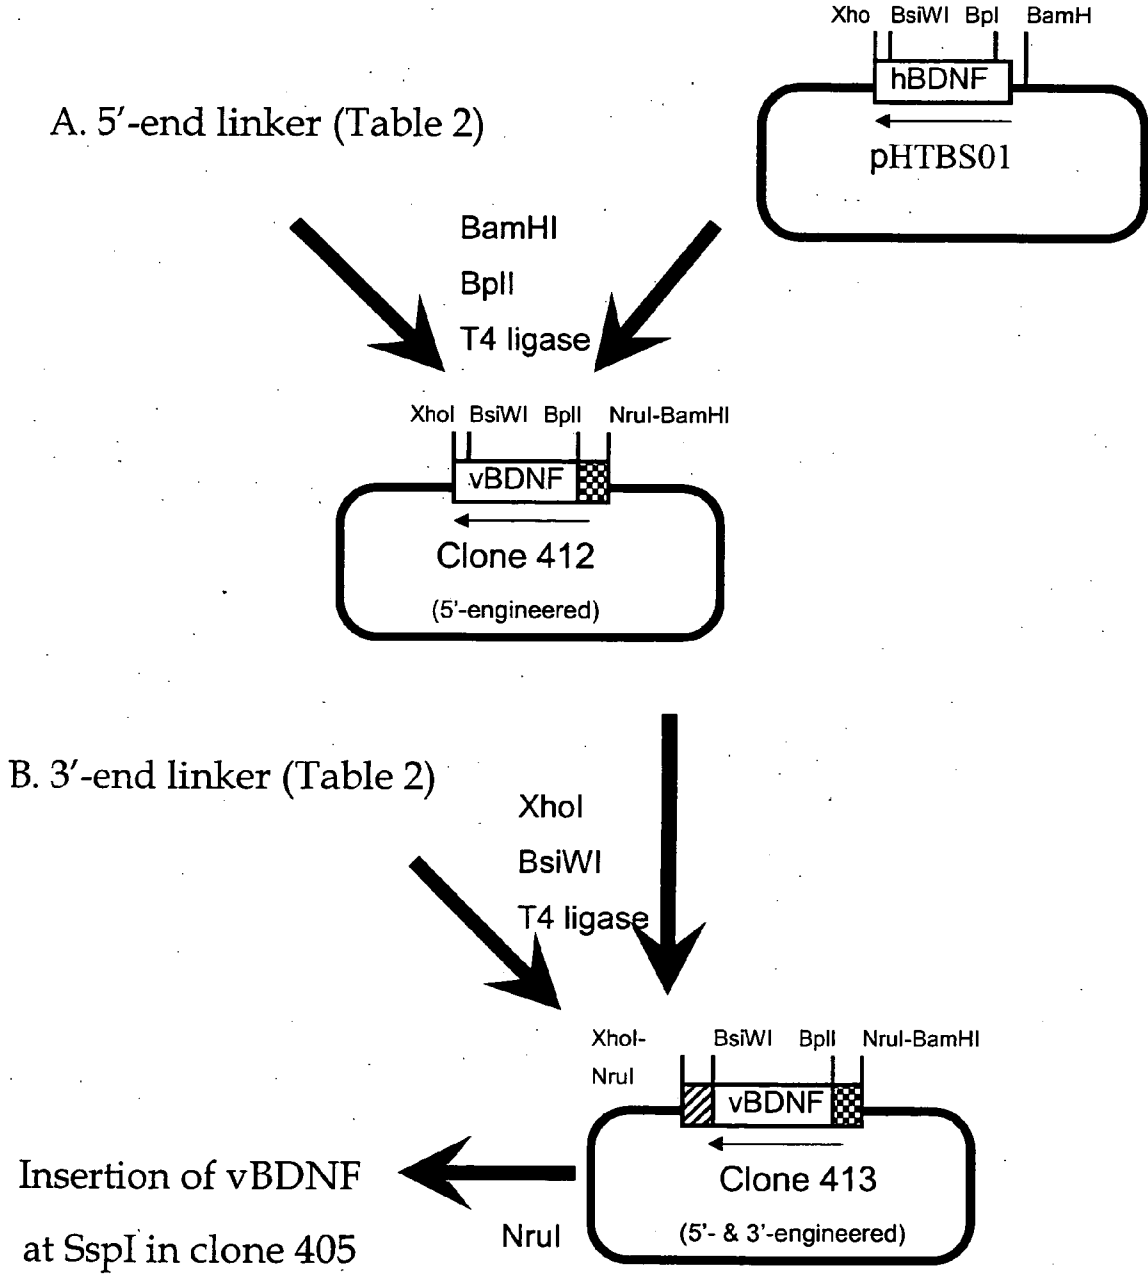 Xho BsiWI BpI BamH
hBDNF
pHTBS01
A. 5′-end linker (Table 2)
BamHI
BplI
T4 ligase
XhoI BsiWI BplI NruI-BamHI
vBDNF
Clone 412
(5'-engineered)
B. 3′-end linker (Table 2)
XhoI
BsiWI
T4 ligase
XhoI- BsiWI BplI NruI-BamHI
NruI
vBDNF
Clone 413
(5'- & 3'-engineered)
NruI
Insertion of vBDNF
at SspI in clone 405